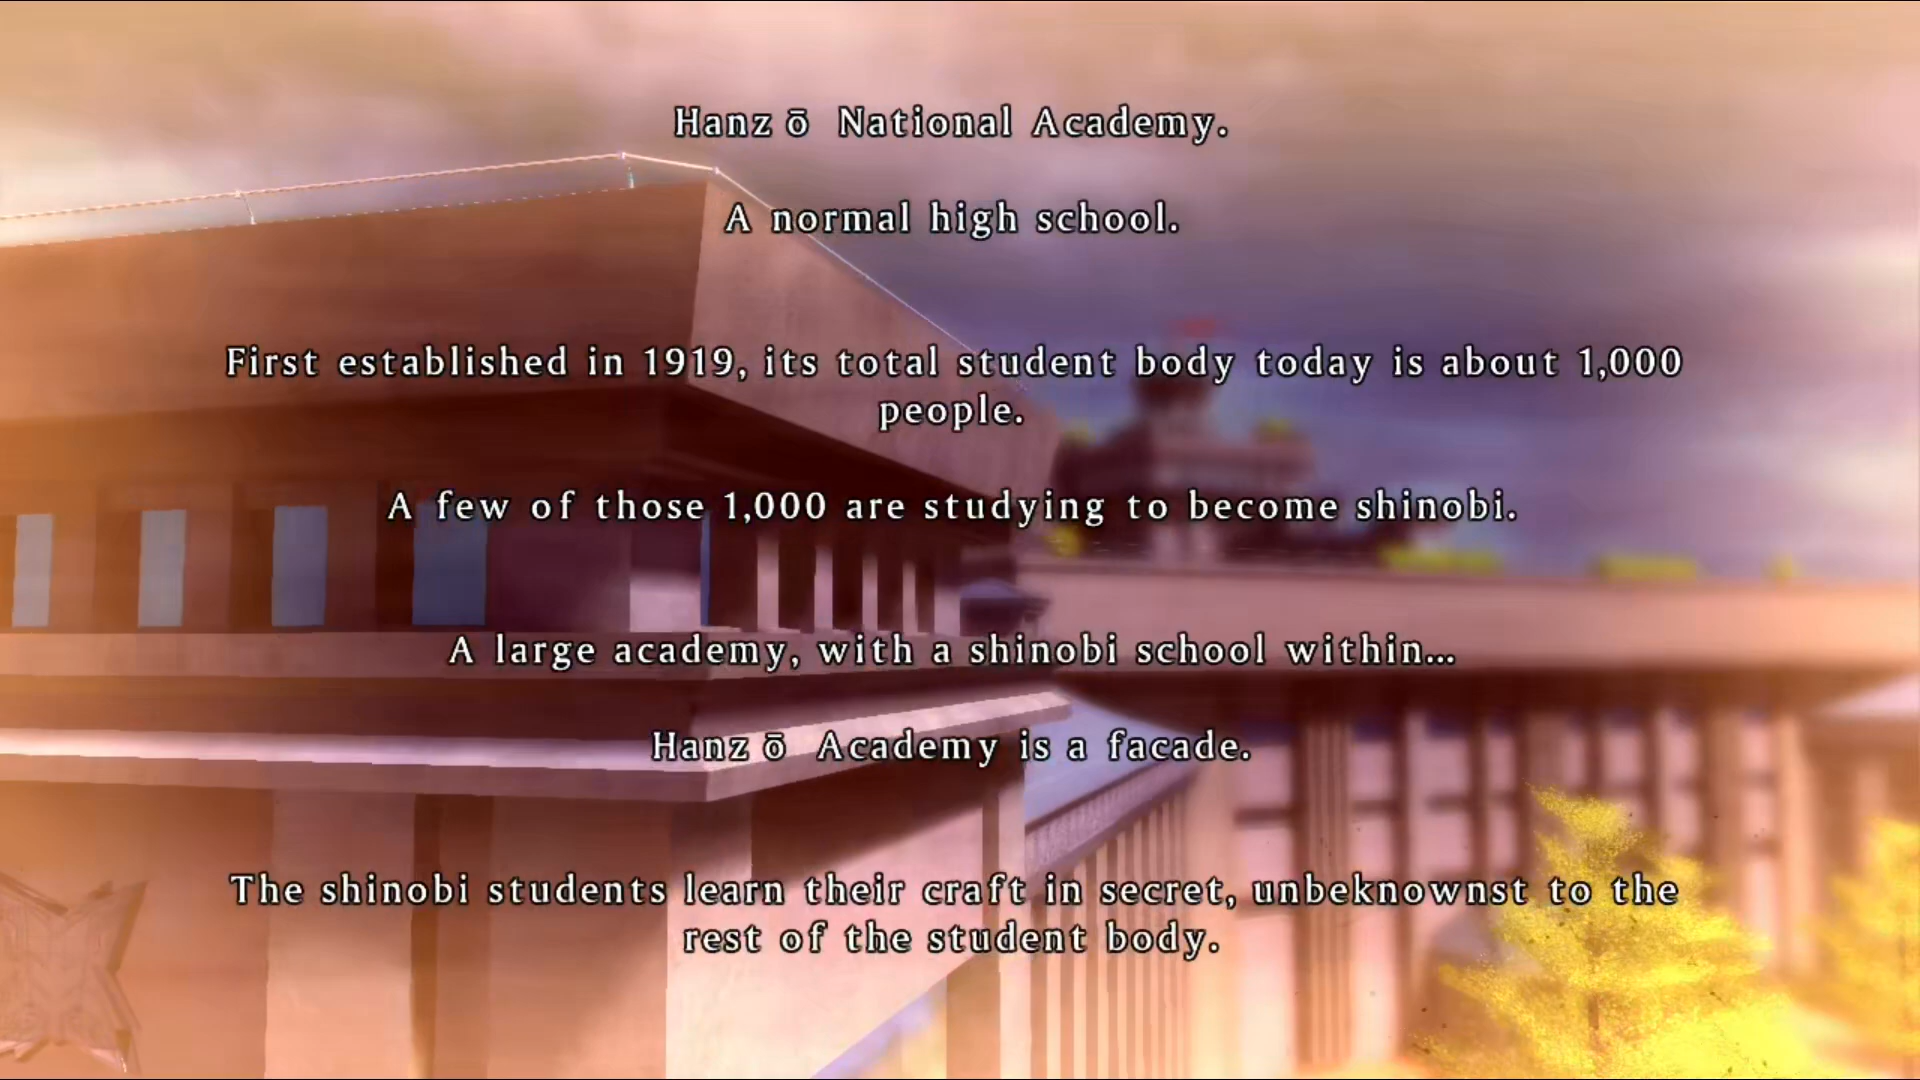 Hanzō National Academy.
A normal high school.
First established in 1919, its total student body today is about 1,000
people.
A few of those 1,000 are studying to become shinobi.
A large academy, with a shinobi school within...
Hanzō Academy is a facade.
The shinobi students learn their craft in secret, unbeknownst to the
rest of the student body.